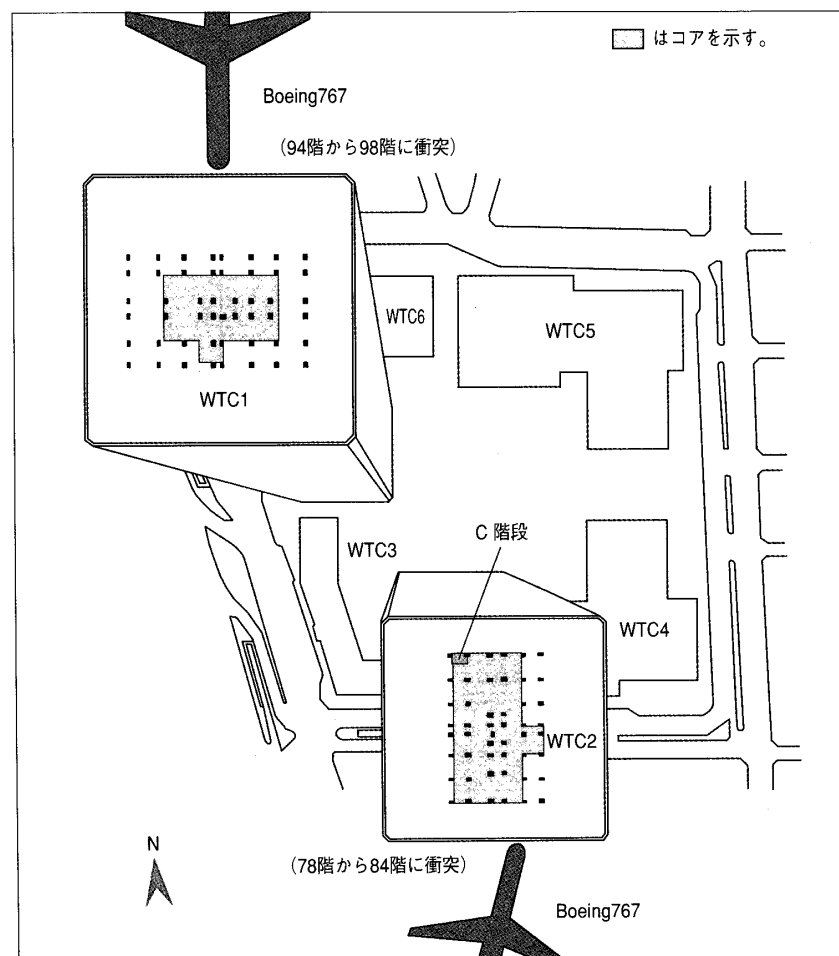 はコアを示す。
Boeing767
(94階から98階に衝突)
WTC6
WTC5
WTC1
C 階段
WTC3
WTC4
WTC2
N
(78階から84階に衝突)
Boeing767